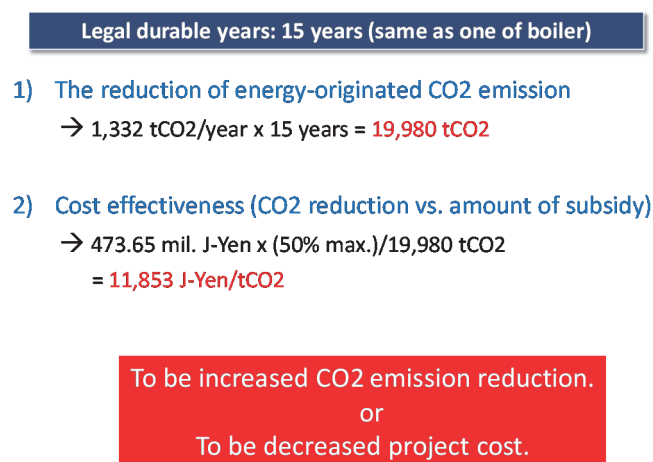 Legal durable years: 15 years (same as one of boiler)
1) The reduction of energy-originated CO2 emission
→ 1,332 tCO2/year x 15 years = 19,980 tCO2
2) Cost effectiveness (CO2 reduction vs. amount of subsidy)
→ 473.65 mil. J-Yen x (50% max.)/19,980 tCO2
= 11,853 J-Yen/tCO2
To be increased CO2 emission reduction.
or
To be decreased project cost.